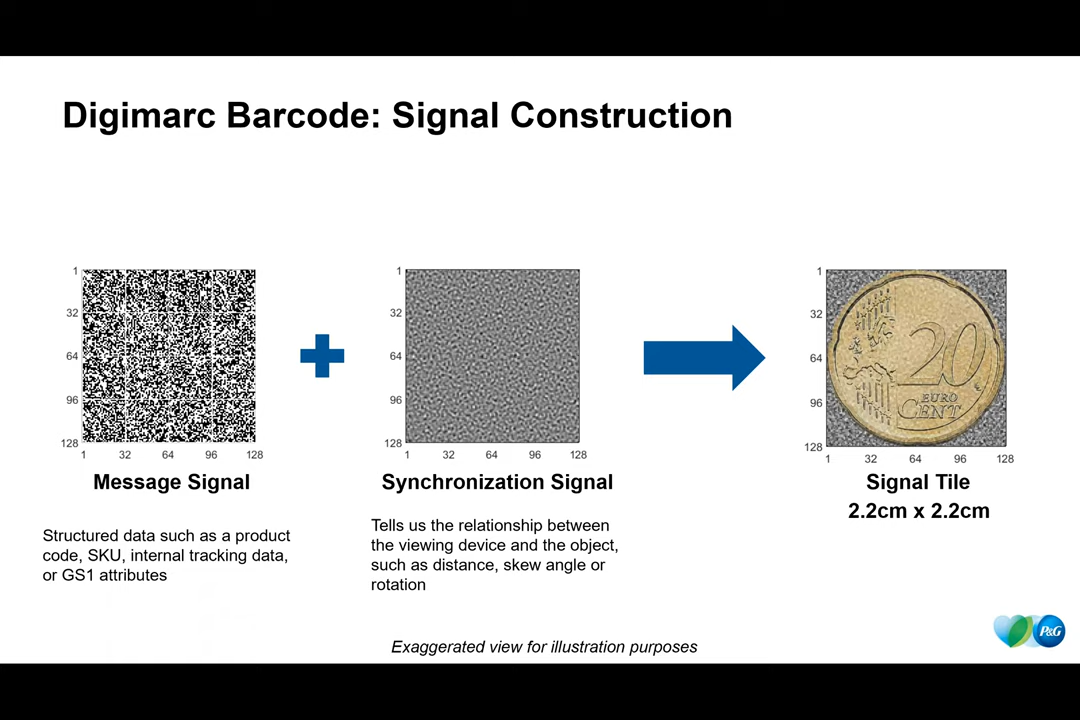 Digimarc Barcode: Signal Construction
1
32
64
96
128
1 32 64 96 128
Message Signal
Structured data such as a product
code, SKU, internal tracking data,
or GS1 attributes
1
32
64
96
128
1 32 64 96 128
Synchronization Signal
Tells us the relationship between
the viewing device and the object,
such as distance, skew angle or
rotation
1
32
64
96
128
20
EURO
CENT
1 32 64 96 128
Signal Tile
2.2cm x 2.2cm
Exaggerated view for illustration purposes
P&G